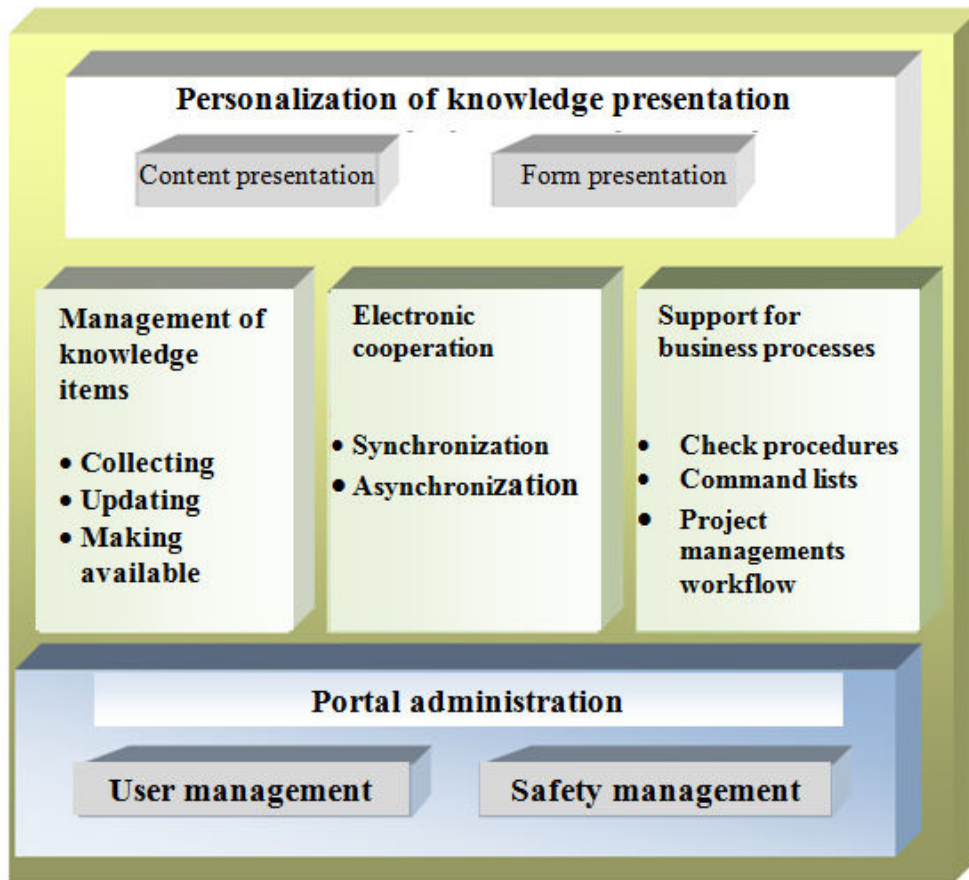 Personalization of knowledge presentation
Content presentation
Form presentation
Management of
knowledge
items
• Collecting
• Updating
• Making
available
Electronic
cooperation
• Synchronization
• Asynchronization
Support for
business processes
• Check procedures
• Command lists
• Project
managements
workflow
Portal administration
User management
Safety management